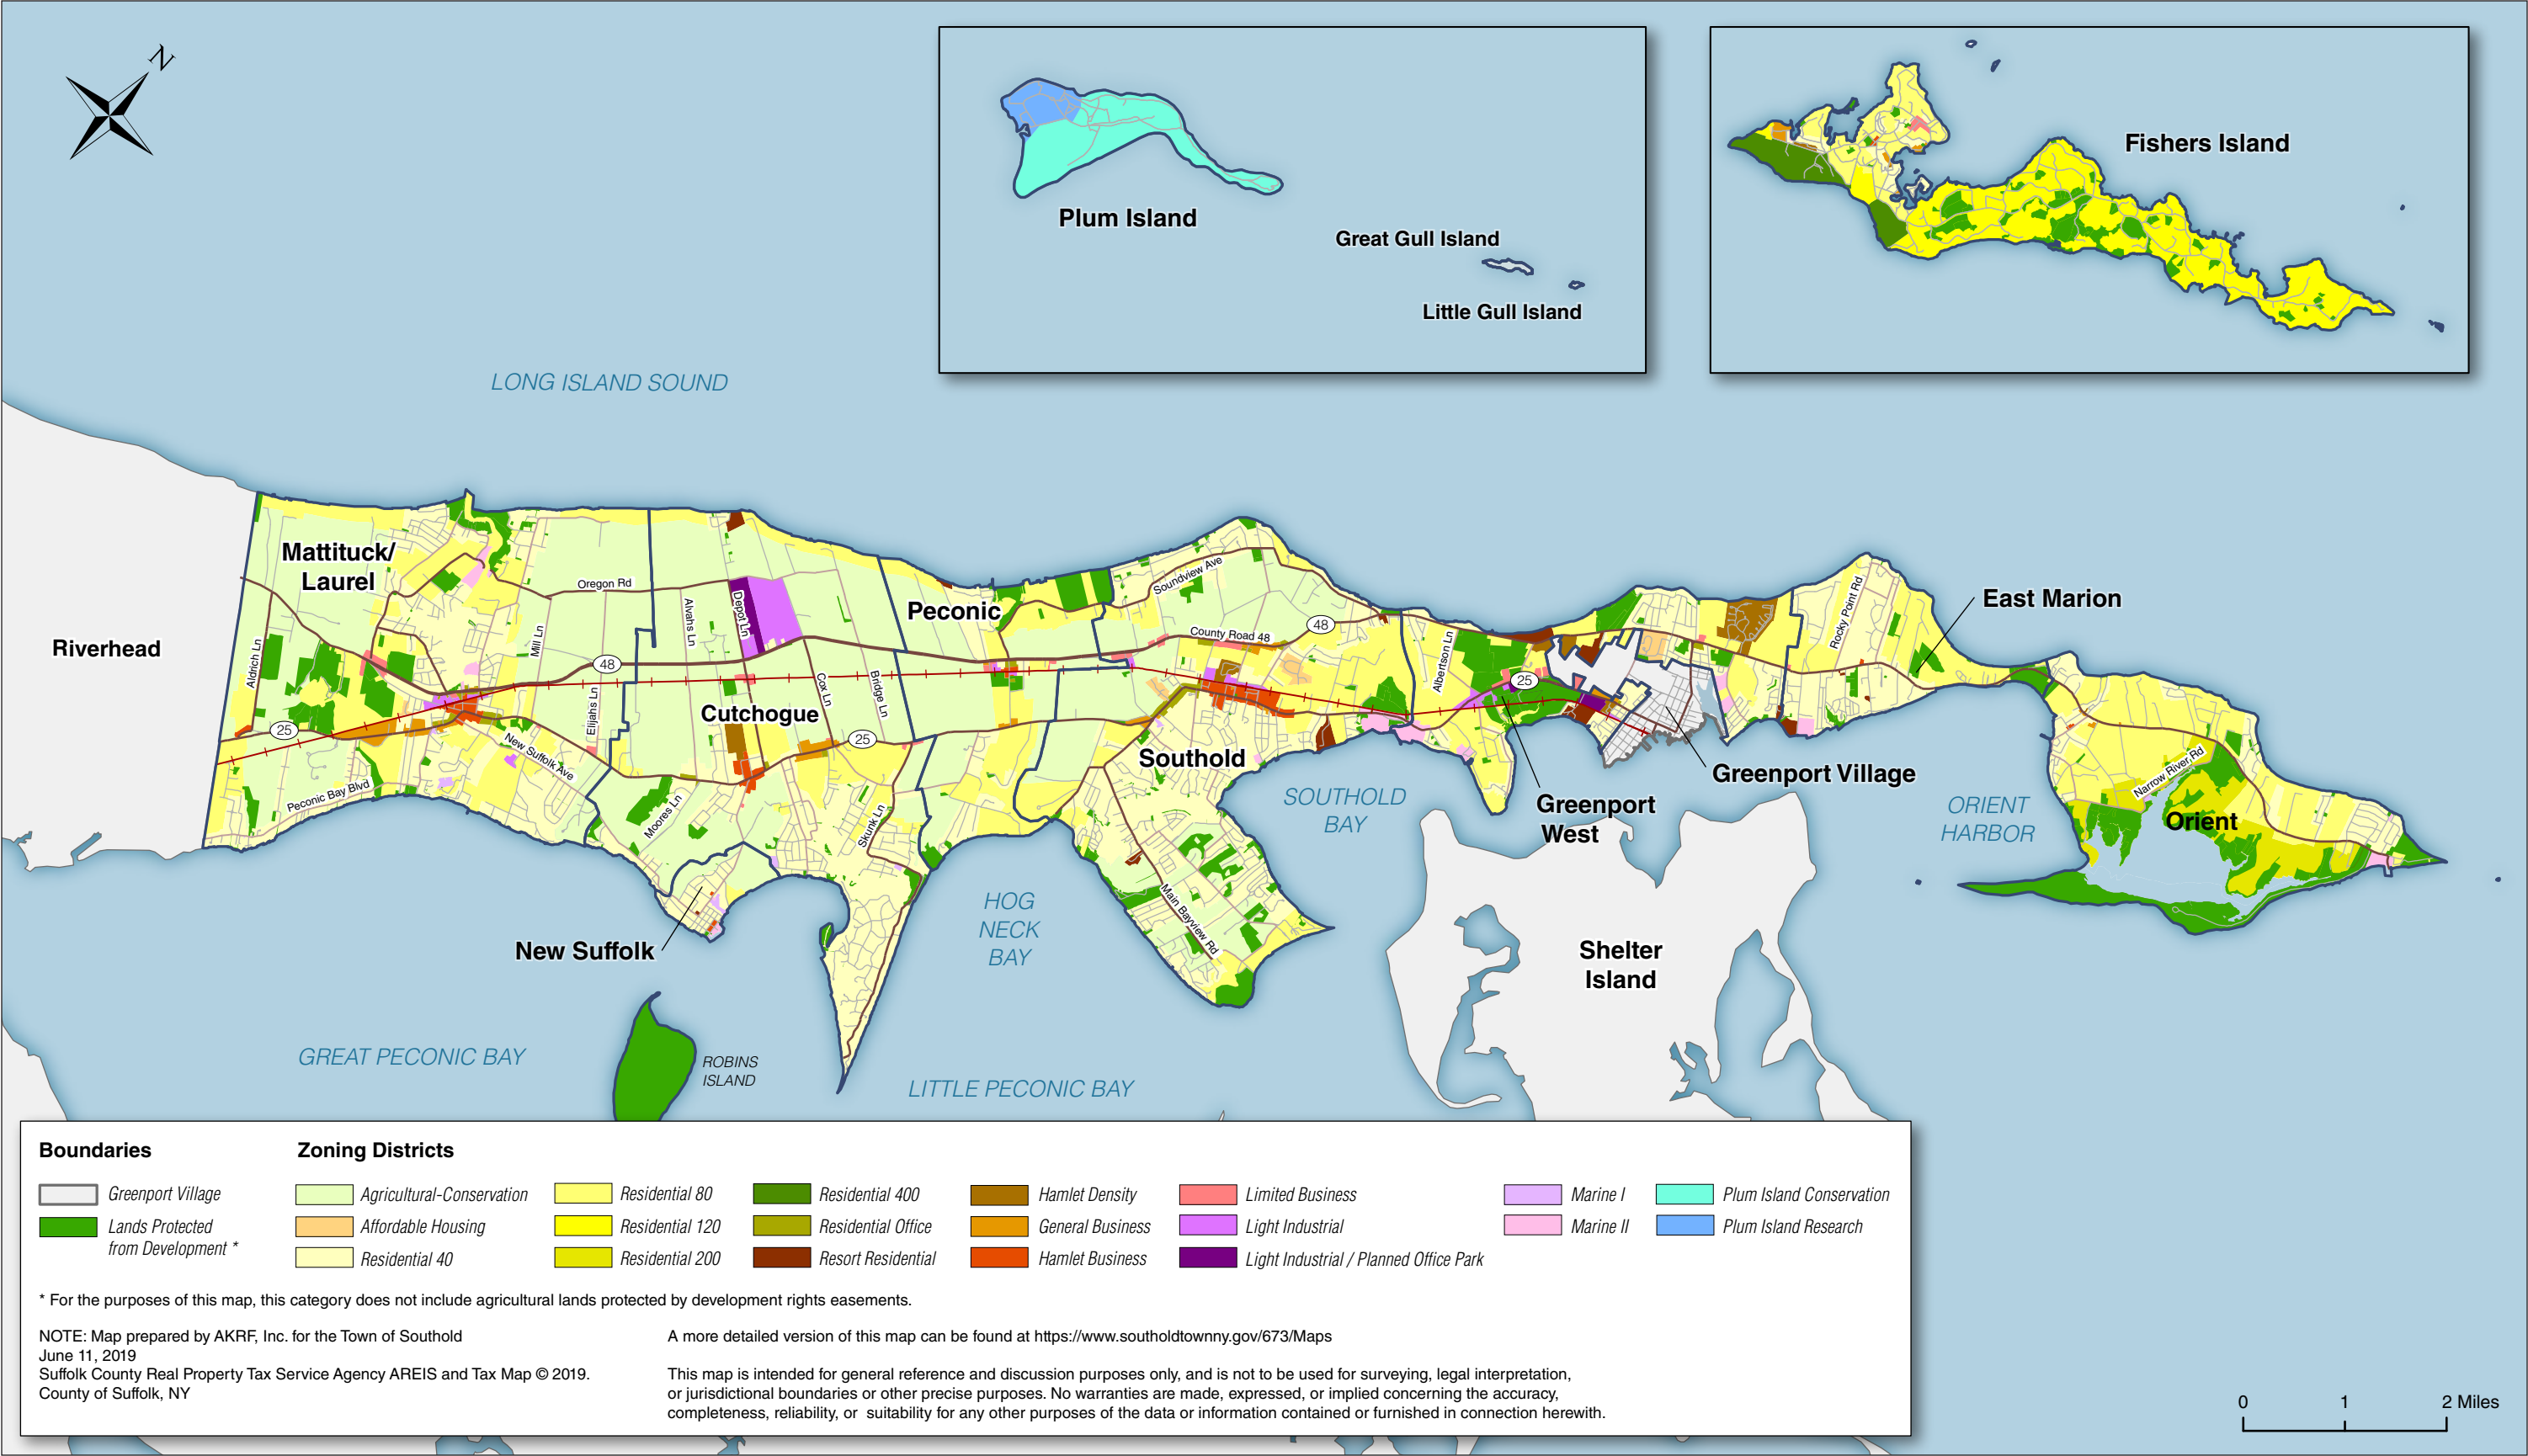 N
Fishers Island
Plum Island
Great Gull Island
Little Gull Island
LONG ISLAND SOUND
Mattituck/
Laurel
Riverhead
Peconic
Cutchogue
Southold
East Marion
Greenport Village
Greenport
West
Orient
New Suffolk
Shelter
Island
ORIENT
HARBOR
SOUTHOLD
BAY
HOG
NECK
BAY
GREAT PECONIC BAY
ROBINS
ISLAND
LITTLE PECONIC BAY
Oregon Rd
Soundview Ave
County Road 48
48
48
25
25
25
Aldrich Ln
Mill Ln
Elijahs Ln
Alvahs Ln
Depot Ln
Cox Ln
Bridge Ln
Albertson Ln
Rocky Point Rd
Narrow River Rd
New Suffolk Ave
Peconic Bay Blvd
Moores Ln
Skunk Ln
Main Bayview Rd
Boundaries
Greenport Village
Lands Protected
from Development *
Zoning Districts
Agricultural-Conservation
Affordable Housing
Residential 40
Residential 80
Residential 120
Residential 200
Residential 400
Residential Office
Resort Residential
Hamlet Density
General Business
Hamlet Business
Limited Business
Light Industrial
Light Industrial / Planned Office Park
Marine I
Marine II
Plum Island Conservation
Plum Island Research
* For the purposes of this map, this category does not include agricultural lands protected by development rights easements.
NOTE: Map prepared by AKRF, Inc. for the Town of Southold
June 11, 2019
Suffolk County Real Property Tax Service Agency AREIS and Tax Map © 2019.
County of Suffolk, NY
A more detailed version of this map can be found at https://www.southoldtownny.gov/673/Maps
This map is intended for general reference and discussion purposes only, and is not to be used for surveying, legal interpretation,
or jurisdictional boundaries or other precise purposes. No warranties are made, expressed, or implied concerning the accuracy,
completeness, reliability, or suitability for any other purposes of the data or information contained or furnished in connection herewith.
0 1 2 Miles